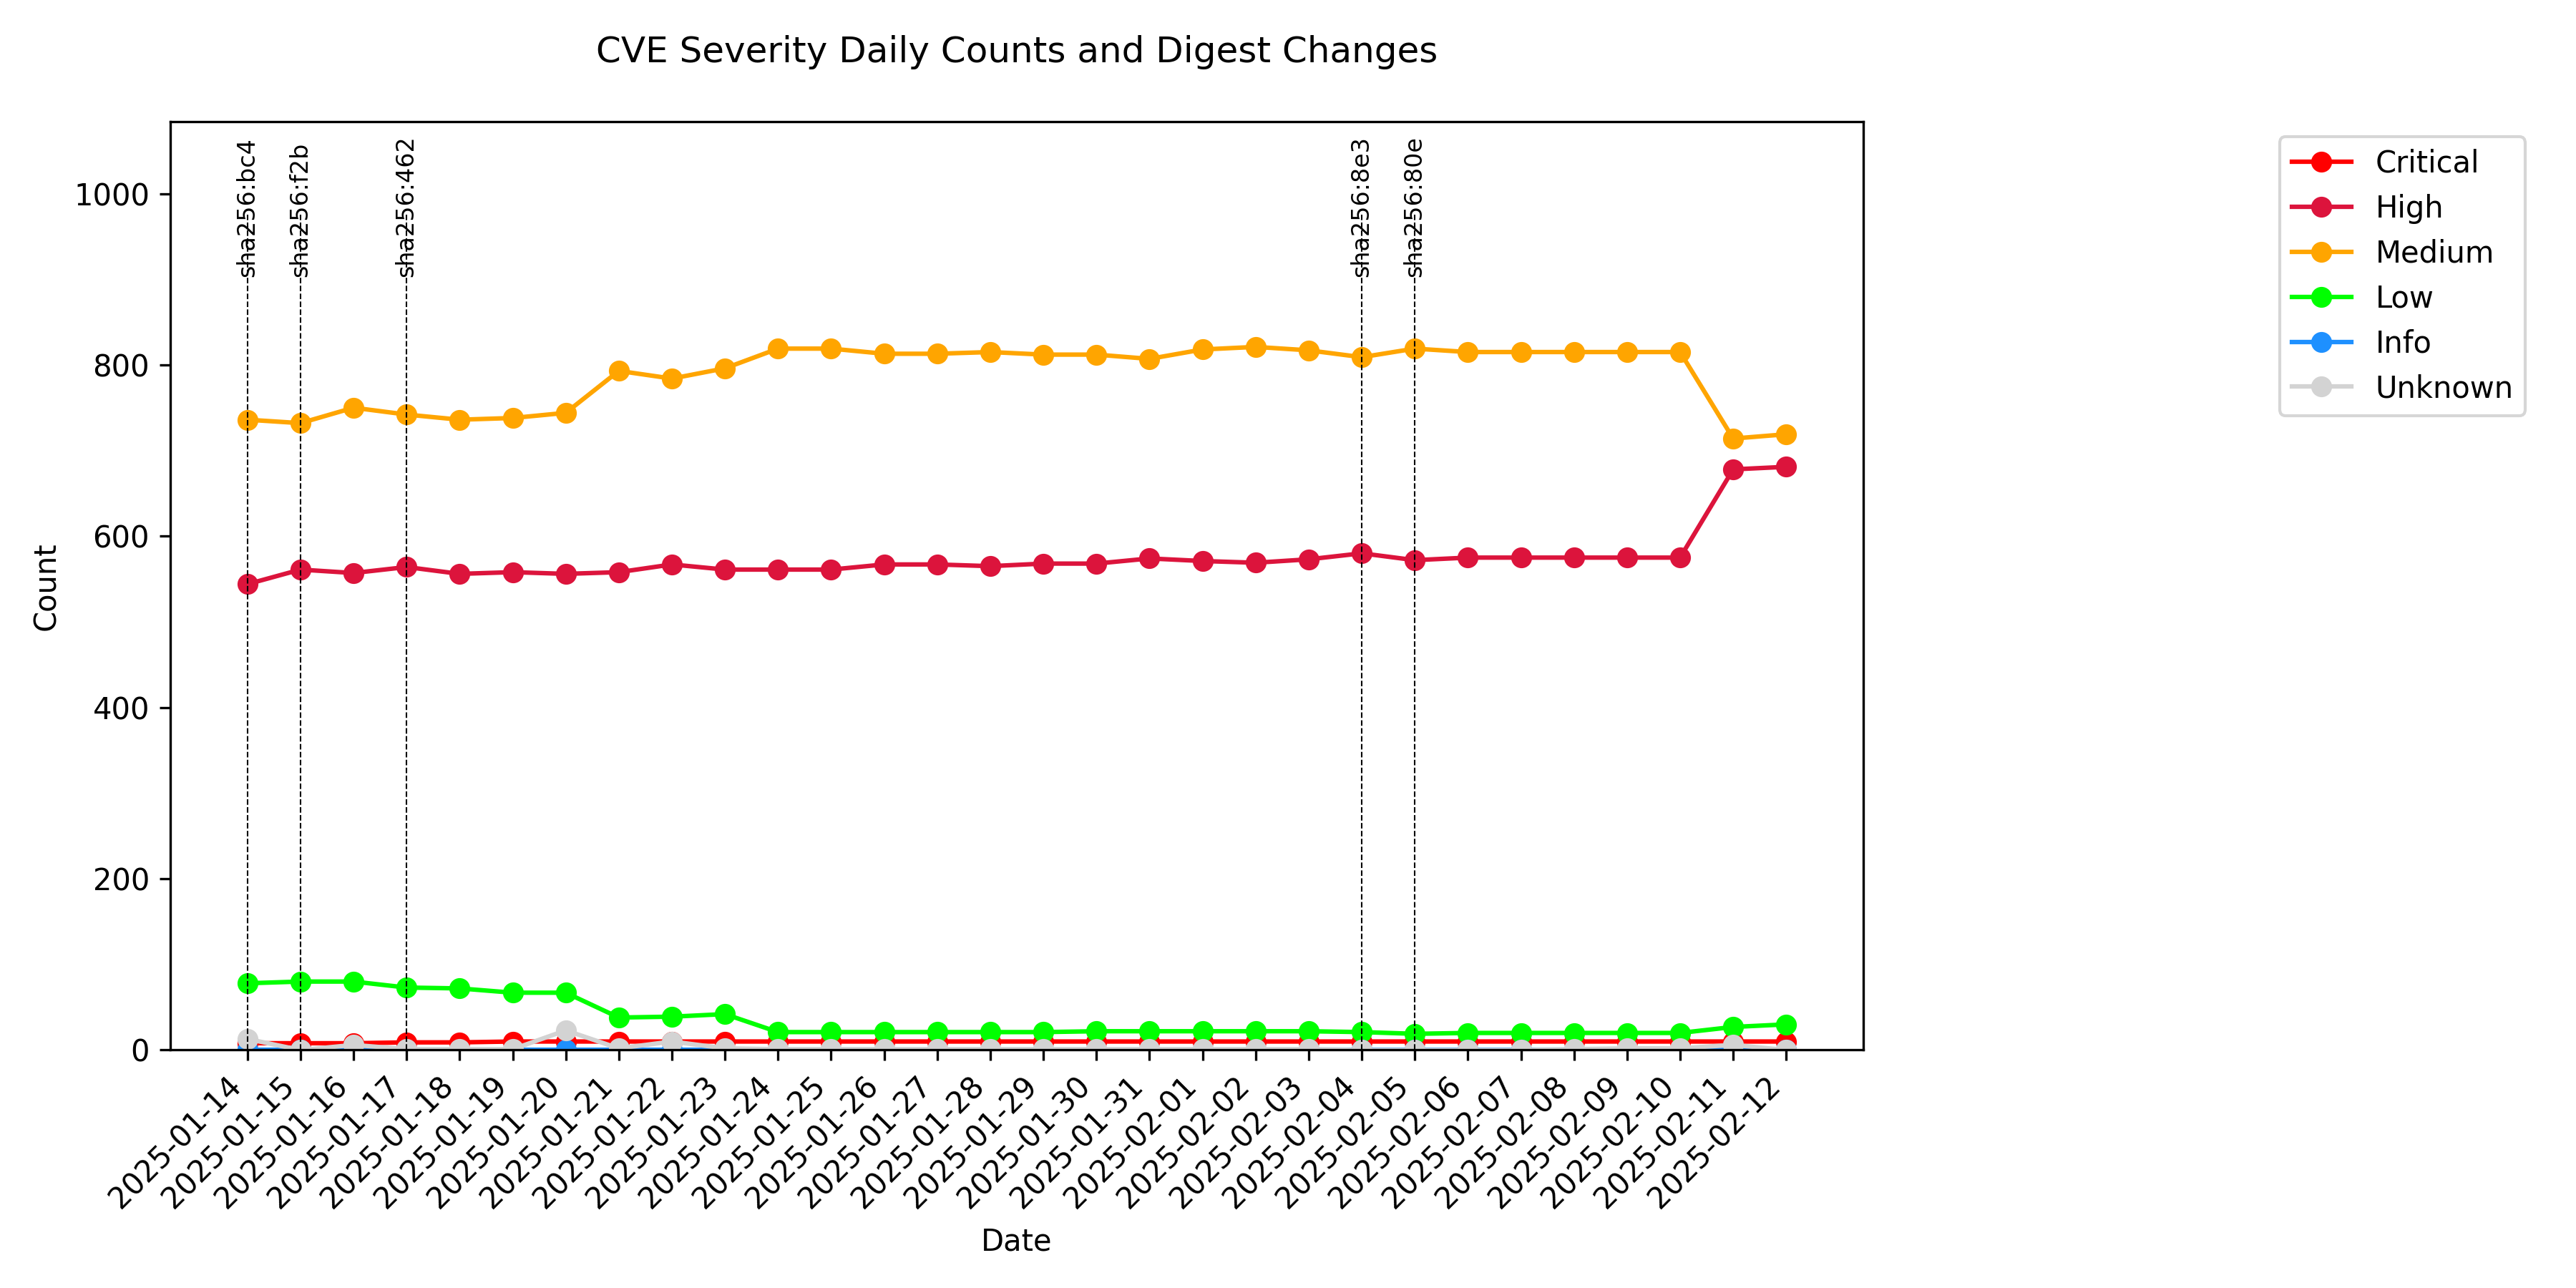 CVE Severity Daily Counts and Digest Changes
sha256:bc4
sha256:f2b
sha256:462
sha256:8e3
sha256:80e
Critical
High
Medium
Low
Info
Unknown
1000
800
600
400
200
0
Count
2025-01-14
2025-01-15
2025-01-16
2025-01-17
2025-01-18
2025-01-19
2025-01-20
2025-01-21
2025-01-22
2025-01-23
2025-01-24
2025-01-25
2025-01-26
2025-01-27
2025-01-28
2025-01-29
2025-01-30
2025-01-31
2025-02-01
2025-02-02
2025-02-03
2025-02-04
2025-02-05
2025-02-06
2025-02-07
2025-02-08
2025-02-09
2025-02-10
2025-02-11
2025-02-12
Date